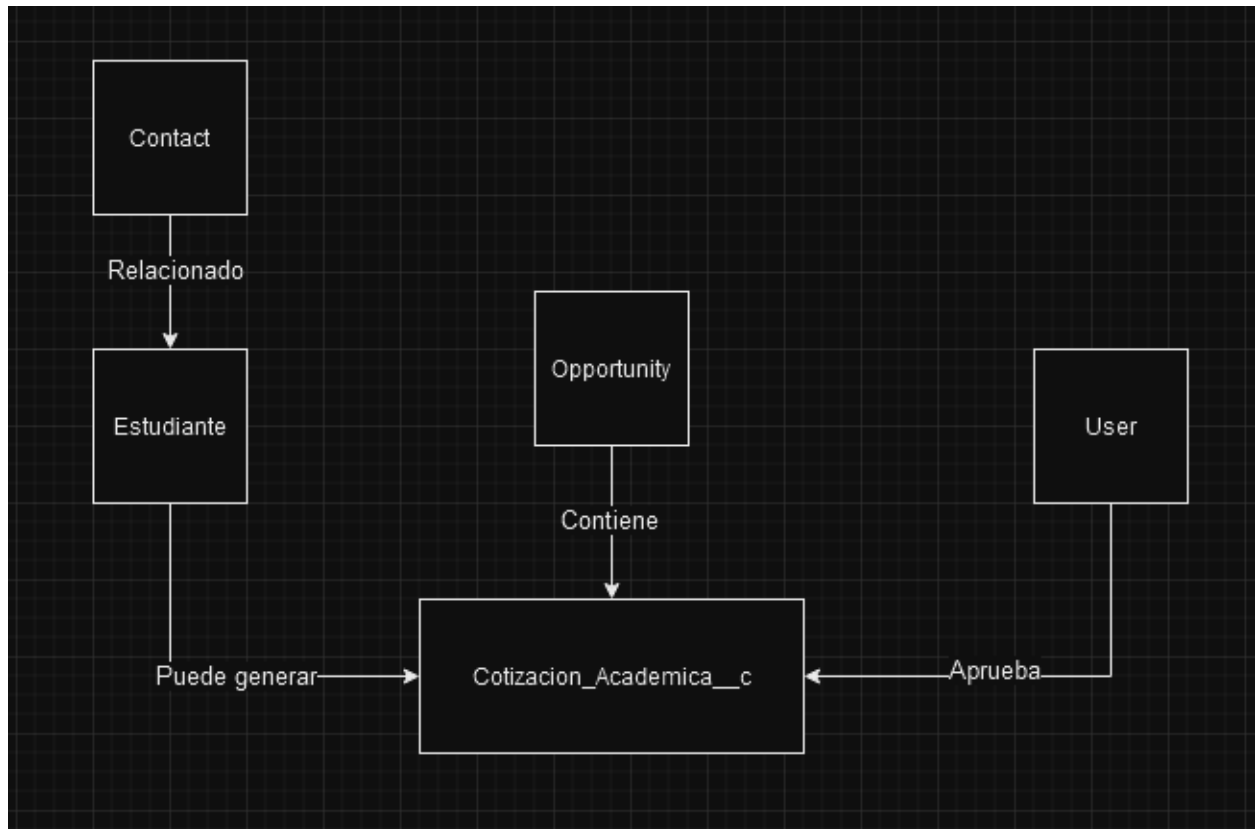 Contact
Relacionado
Opportunity
Estudiante
User
Contiene
Puede generar
Cotizacion_Academica__c
Aprueba